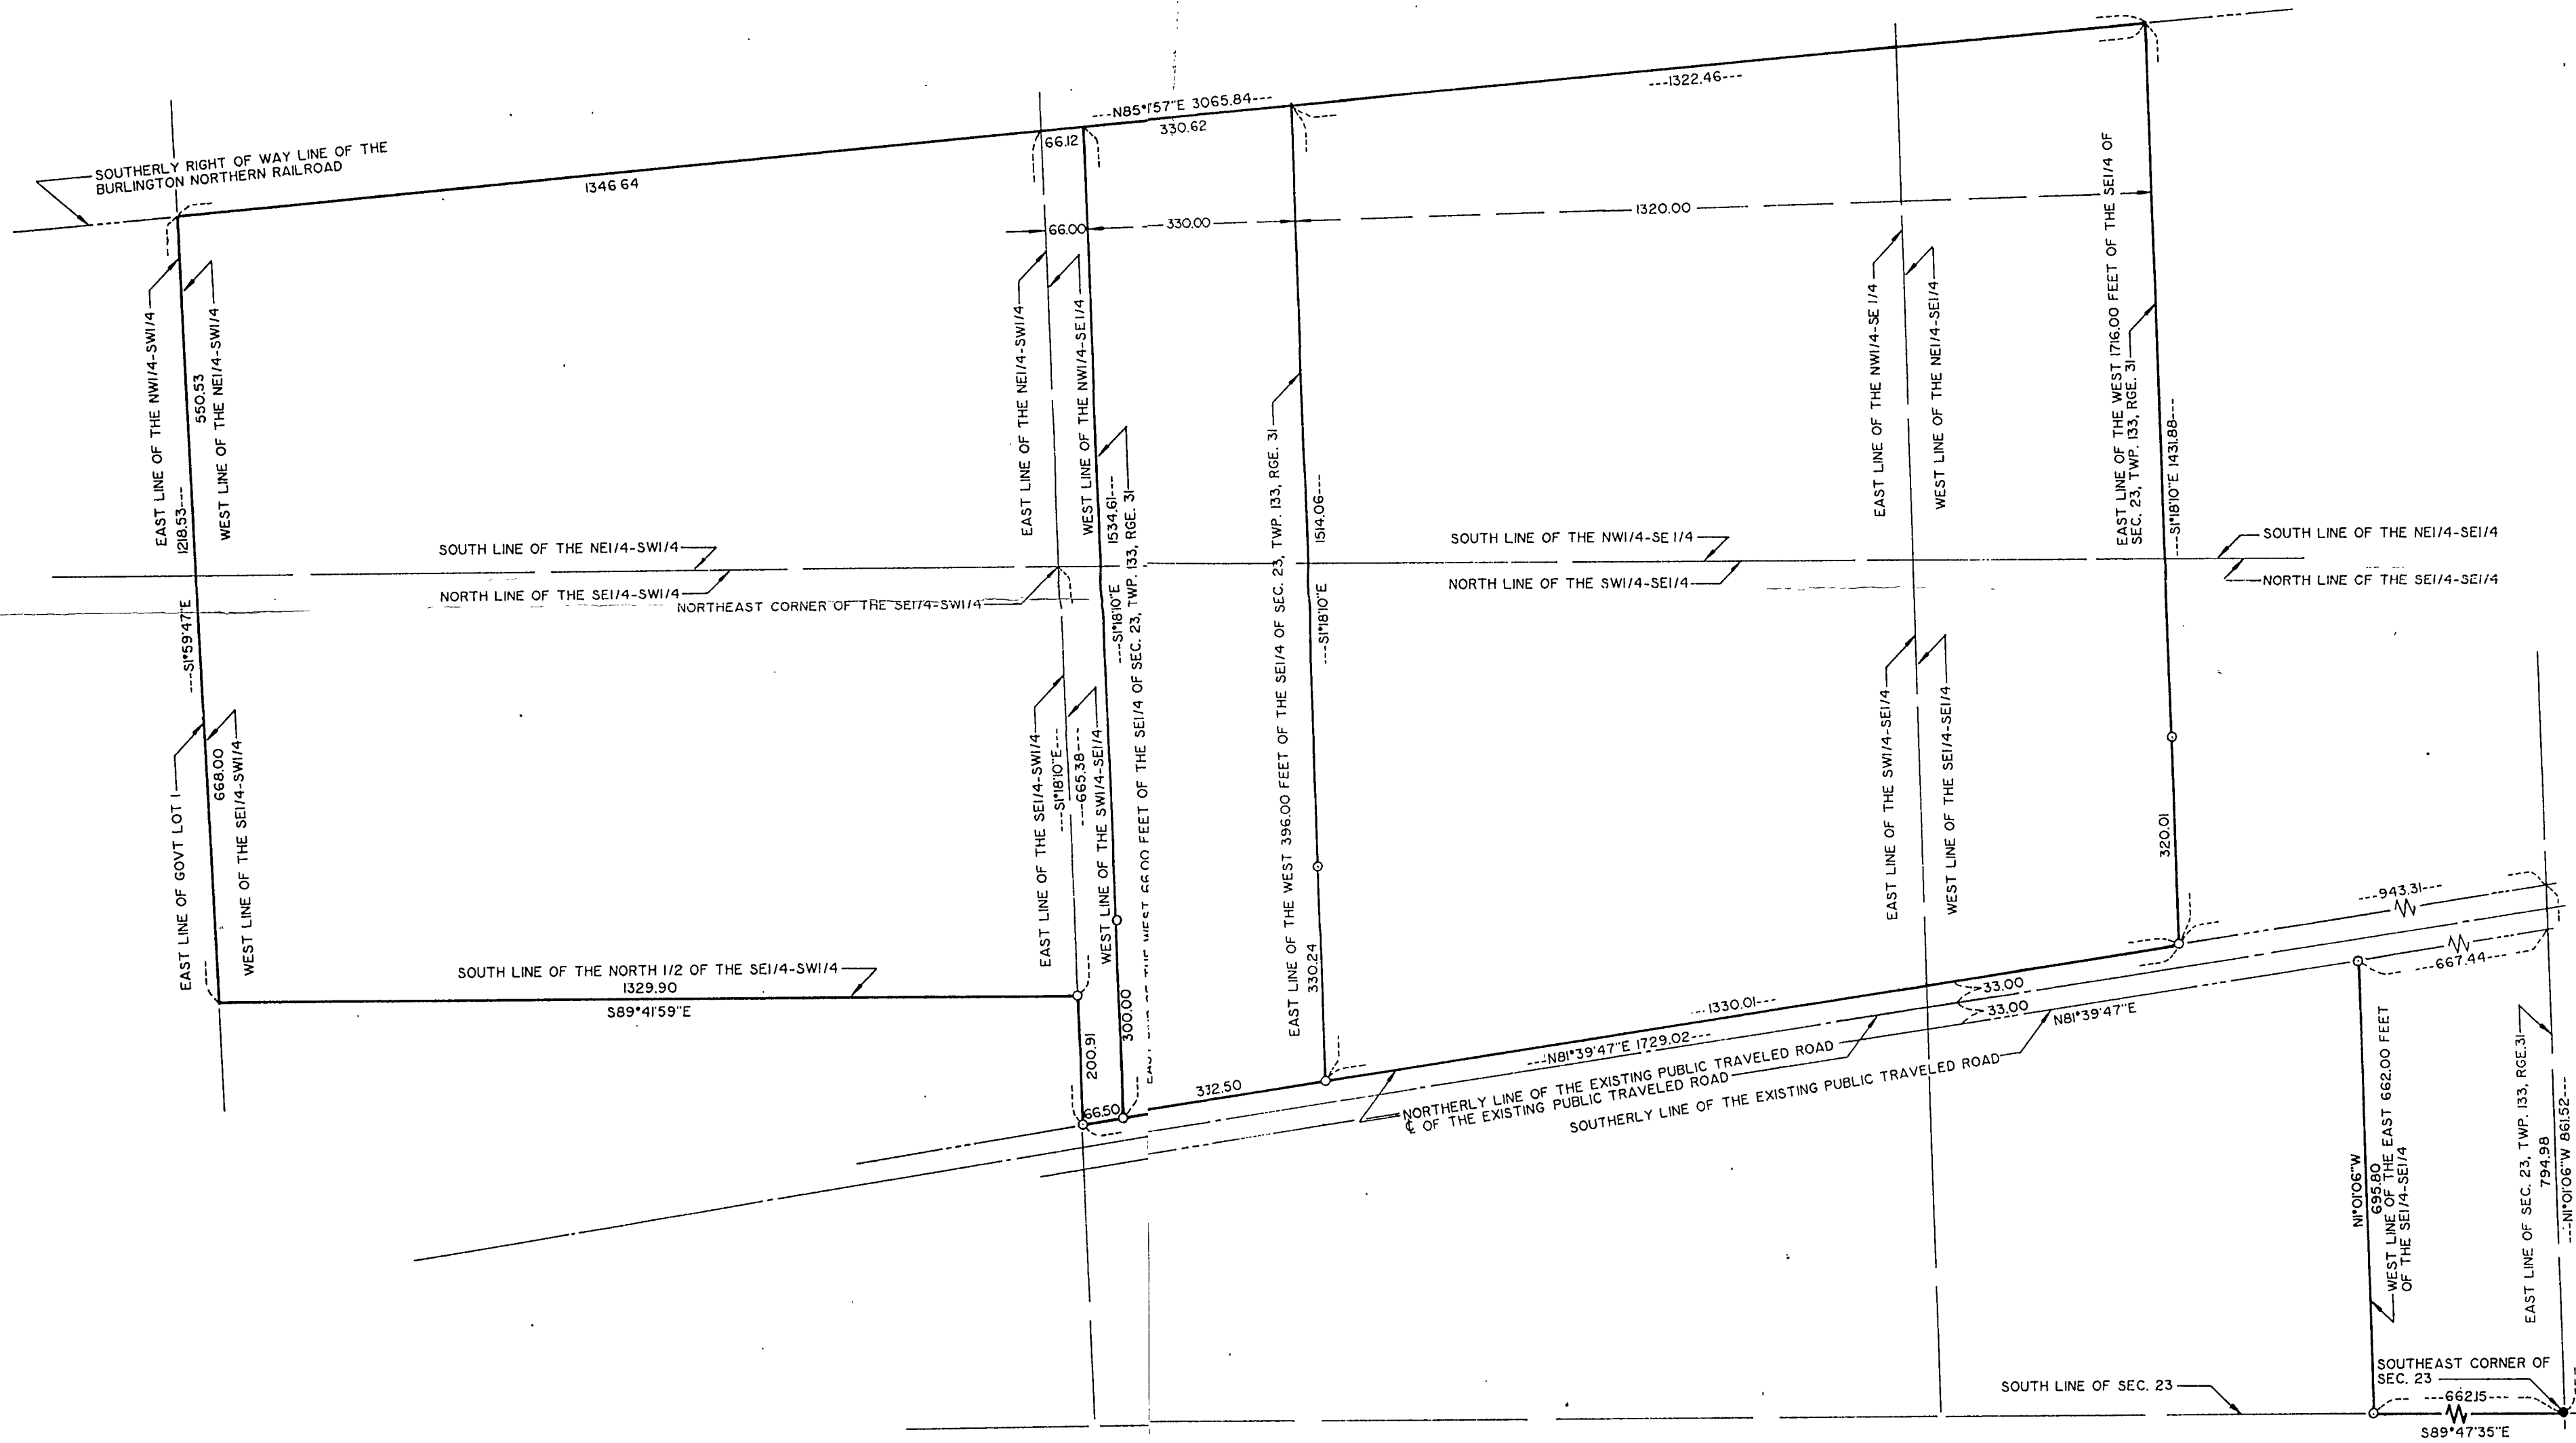 ---1322.46---
---N85°1'57"E 3065.84---
330.62
66.12
SOUTHERLY RIGHT OF WAY LINE OF THE
BURLINGTON NORTHERN RAILROAD
1346 64
66.00
330.00
1320.00
EAST LINE OF THE NW1/4-SW1/4
550.53
WEST LINE OF THE NE1/4-SW1/4
1218.53---
---S1°59'47"E
EAST LINE OF THE NE1/4-SW1/4
WEST LINE OF THE NW1/4-SE1/4
1534.61---
---S1°18'10"E
EAST LINE OF THE WEST 66.00 FEET OF THE SE1/4 OF SEC. 23, TWP. 133, RGE. 31
EAST LINE OF THE WEST 396.00 FEET OF THE SE1/4 OF SEC. 23, TWP. 133, RGE. 31
1514.06---
---S1°18'10"E
EAST LINE OF THE NW1/4-SE 1/4
WEST LINE OF THE NE1/4-SE1/4
EAST LINE OF THE WEST 1716.00 FEET OF THE SE1/4 OF
SEC. 23, TWP. 133, RGE. 31
---S1°18'10"E 1431.88---
SOUTH LINE OF THE NE1/4-SW1/4
NORTH LINE OF THE SE1/4-SW1/4
NORTHEAST CORNER OF THE SE1/4-SW1/4
SOUTH LINE OF THE NW1/4-SE 1/4
NORTH LINE OF THE SW1/4-SE1/4
SOUTH LINE OF THE NE1/4-SE1/4
NORTH LINE OF THE SE1/4-SE1/4
EAST LINE OF GOVT LOT 1
668.00
WEST LINE OF THE SE1/4-SW1/4
EAST LINE OF THE SE1/4-SW1/4
---S1°18'10"E---
---665.38---
WEST LINE OF THE SW1/4-SE1/4
300.00
330.24
EAST LINE OF THE SW1/4-SE1/4
WEST LINE OF THE SE1/4-SE1/4
320.01
SOUTH LINE OF THE NORTH 1/2 OF THE SE1/4-SW1/4
1329.90
S89°41'59"E
200.91
66.50
332.50
---1330.01---
---N81°39'47"E 1729.02---
33.00
33.00
N81°39'47"E
---943.31---
---667.44---
NORTHERLY LINE OF THE EXISTING PUBLIC TRAVELED ROAD
℄ OF THE EXISTING PUBLIC TRAVELED ROAD
SOUTHERLY LINE OF THE EXISTING PUBLIC TRAVELED ROAD
N1°01'06"W
695.80
WEST LINE OF THE EAST 662.00 FEET
OF THE SE1/4-SE1/4
EAST LINE OF SEC. 23, TWP. 133, RGE.31
794.98
---N1°01'06"W 861.52---
SOUTHEAST CORNER OF
SEC. 23
SOUTH LINE OF SEC. 23
---662.15---
S89°47'35"E